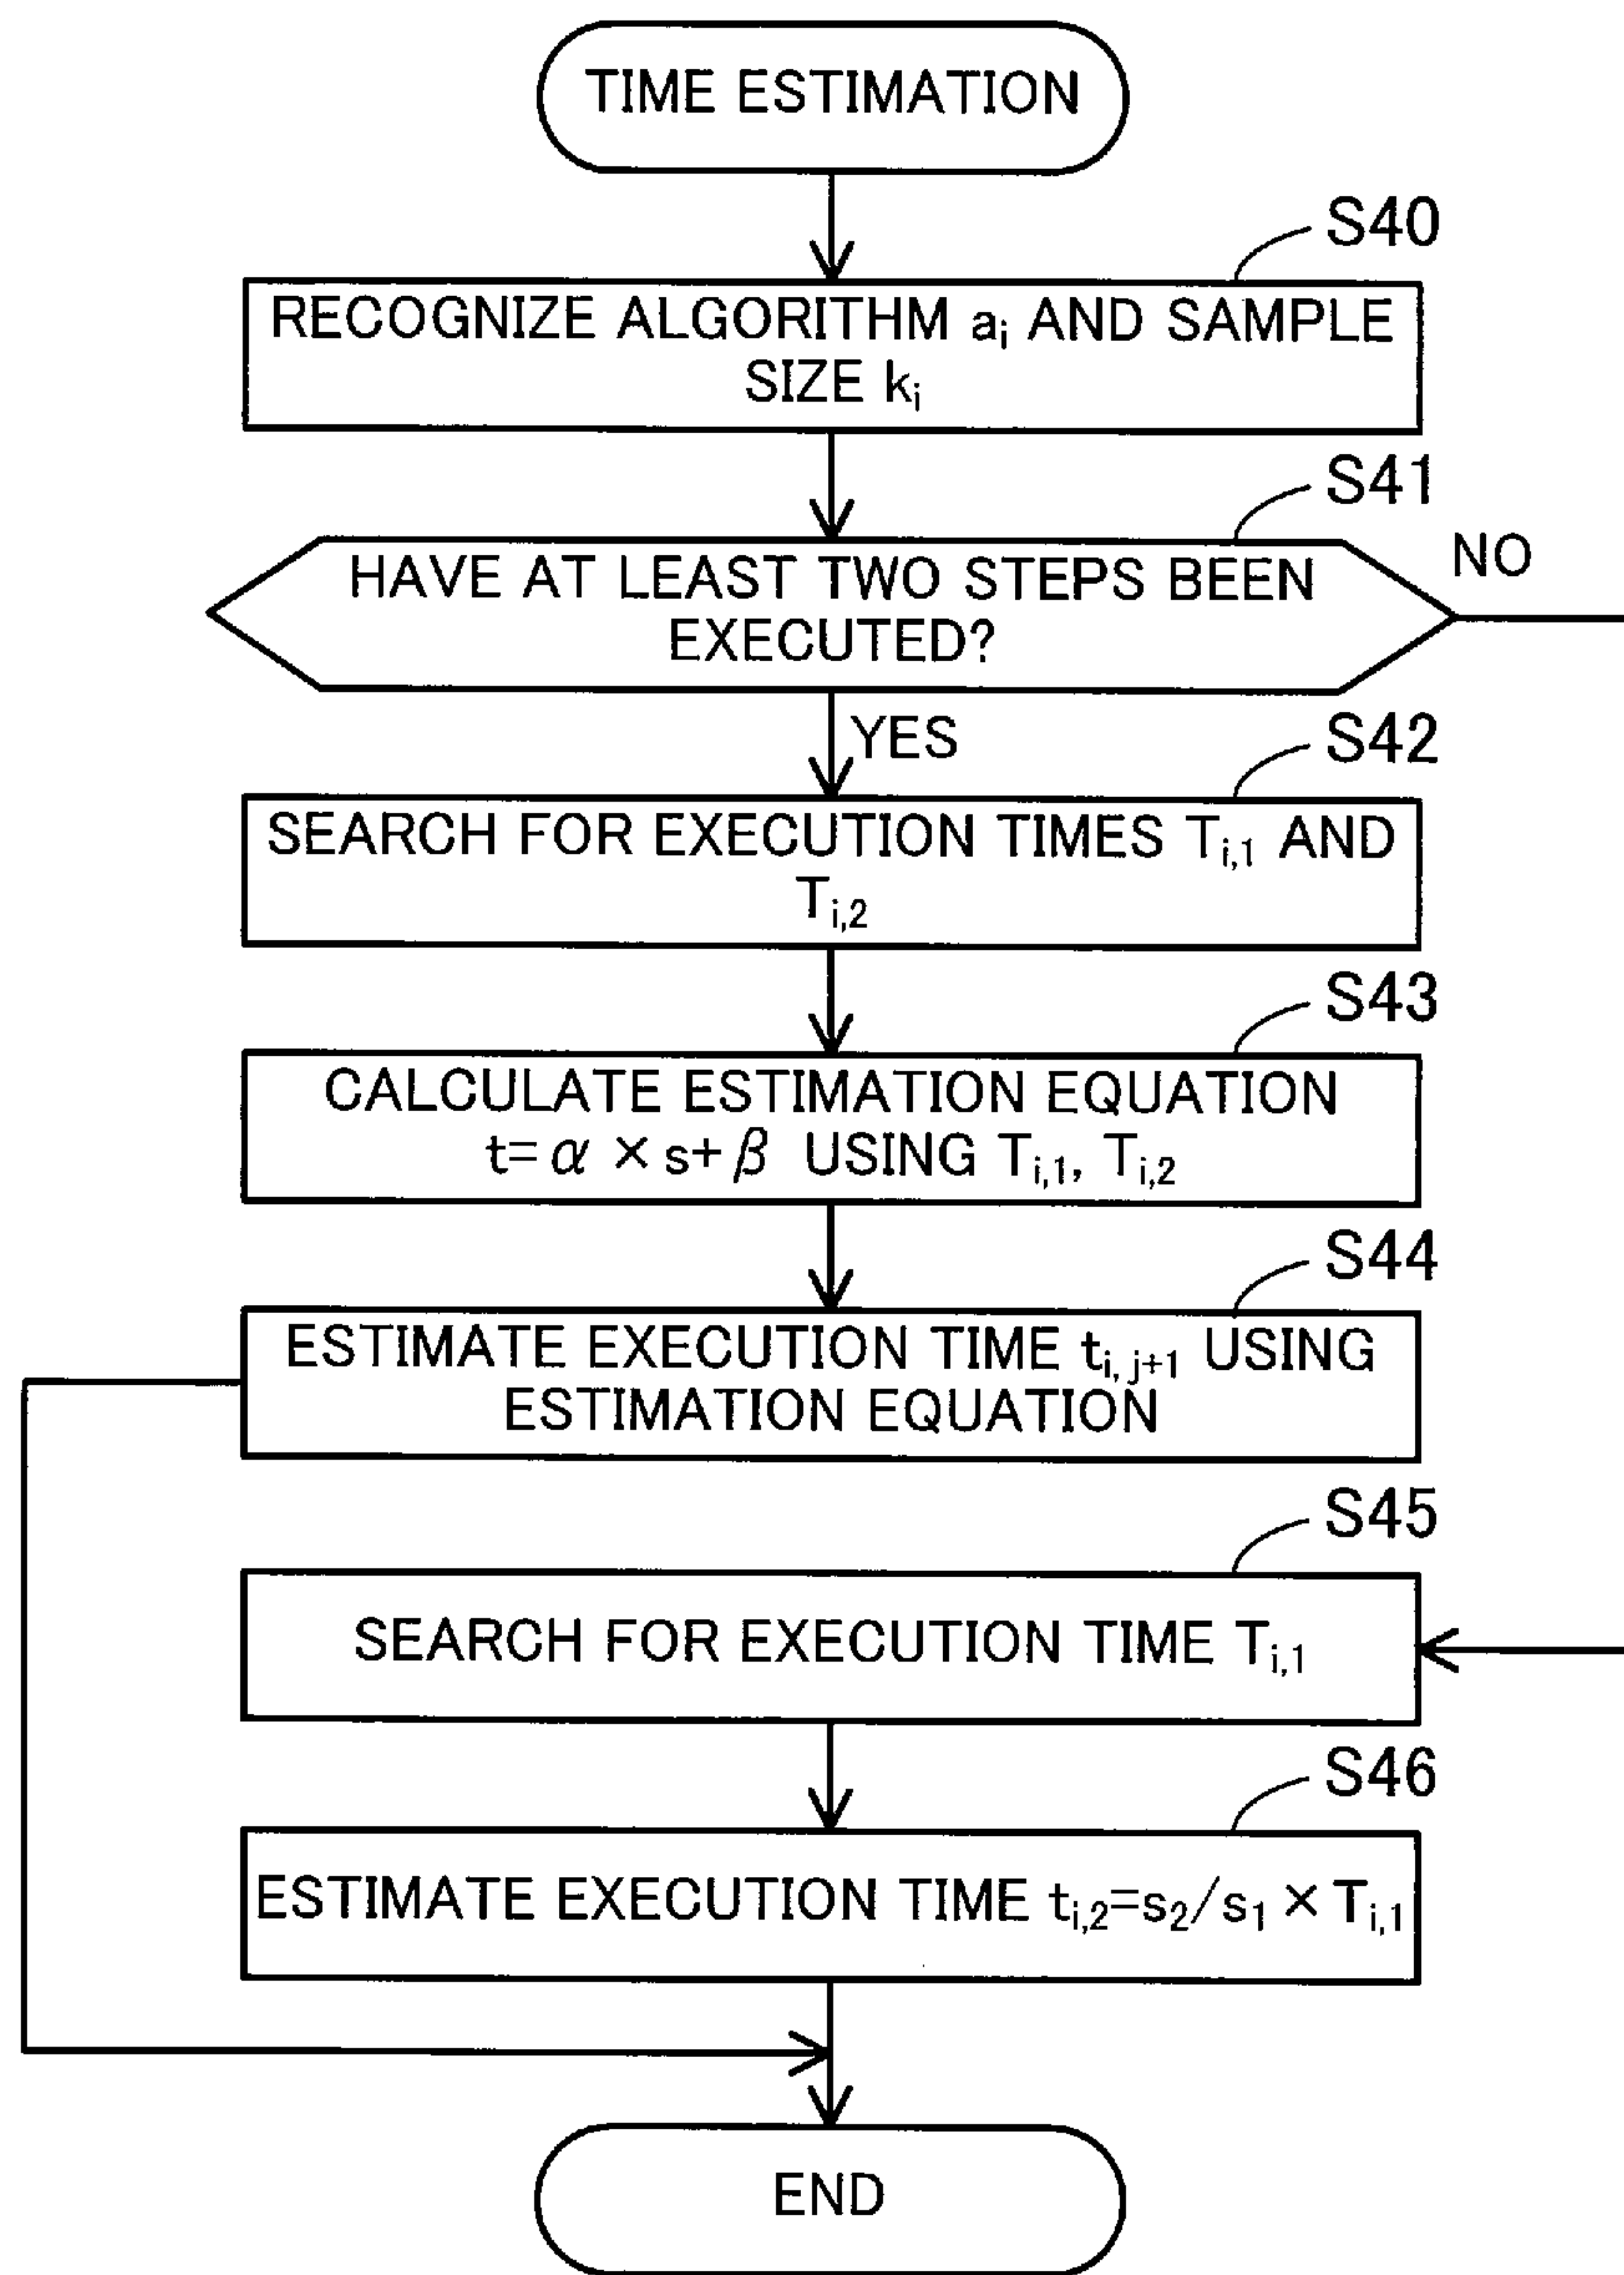 TIME ESTIMATION
S40
RECOGNIZE ALGORITHM aᵢ AND SAMPLE
SIZE kᵢ
S41
HAVE AT LEAST TWO STEPS BEEN
EXECUTED?
NO
YES
S42
SEARCH FOR EXECUTION TIMES Tᵢ,₁ AND
Tᵢ,₂
S43
CALCULATE ESTIMATION EQUATION
t=α×s+β USING Tᵢ,₁, Tᵢ,₂
S44
ESTIMATE EXECUTION TIME tᵢ,ⱼ₊₁ USING
ESTIMATION EQUATION
S45
SEARCH FOR EXECUTION TIME Tᵢ,₁
S46
ESTIMATE EXECUTION TIME tᵢ,₂=s₂/s₁×Tᵢ,₁
END